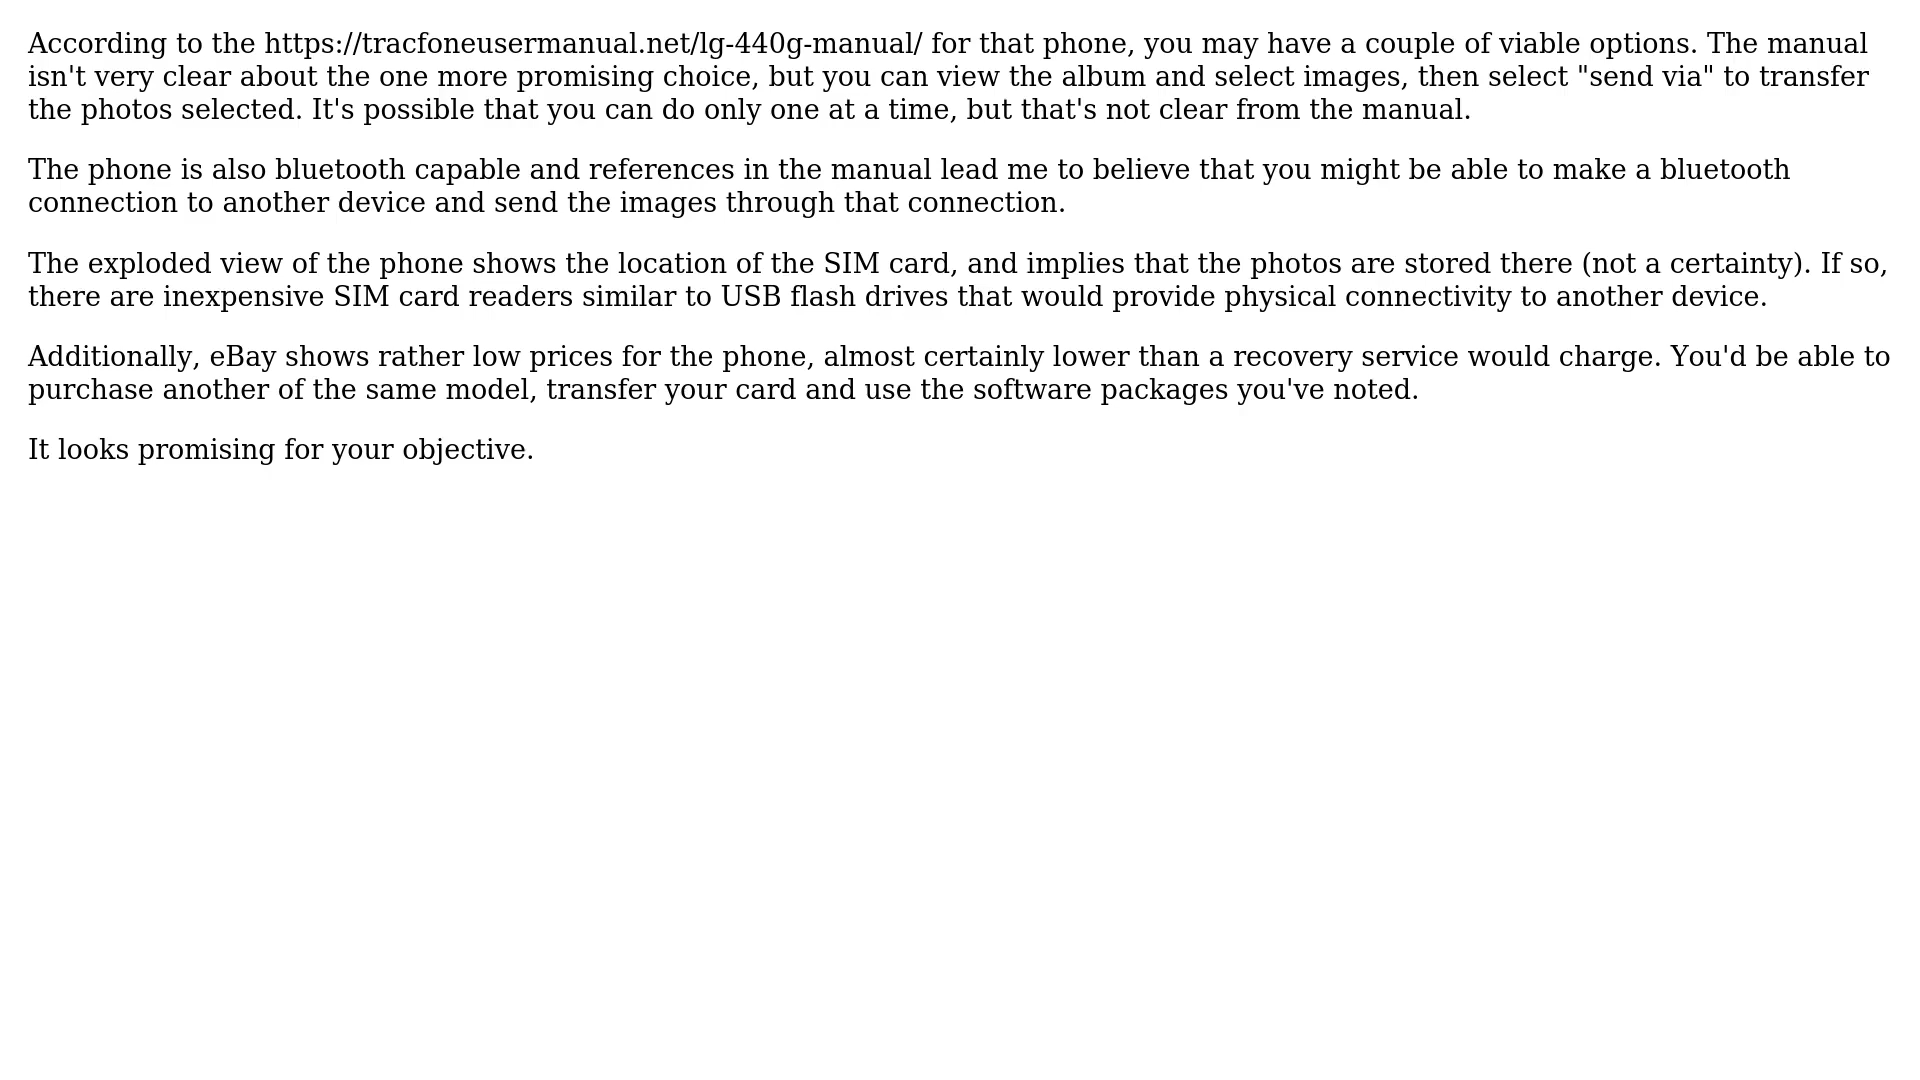 According to the https://tracfoneusermanual.net/lg-440g-manual/ for that phone, you may have a couple of viable options. The manual
isn't very clear about the one more promising choice, but you can view the album and select images, then select "send via" to transfer
the photos selected. It's possible that you can do only one at a time, but that's not clear from the manual.
The phone is also bluetooth capable and references in the manual lead me to believe that you might be able to make a bluetooth
connection to another device and send the images through that connection.
The exploded view of the phone shows the location of the SIM card, and implies that the photos are stored there (not a certainty). If so,
there are inexpensive SIM card readers similar to USB flash drives that would provide physical connectivity to another device.
Additionally, eBay shows rather low prices for the phone, almost certainly lower than a recovery service would charge. You'd be able to
purchase another of the same model, transfer your card and use the software packages you've noted.
It looks promising for your objective.